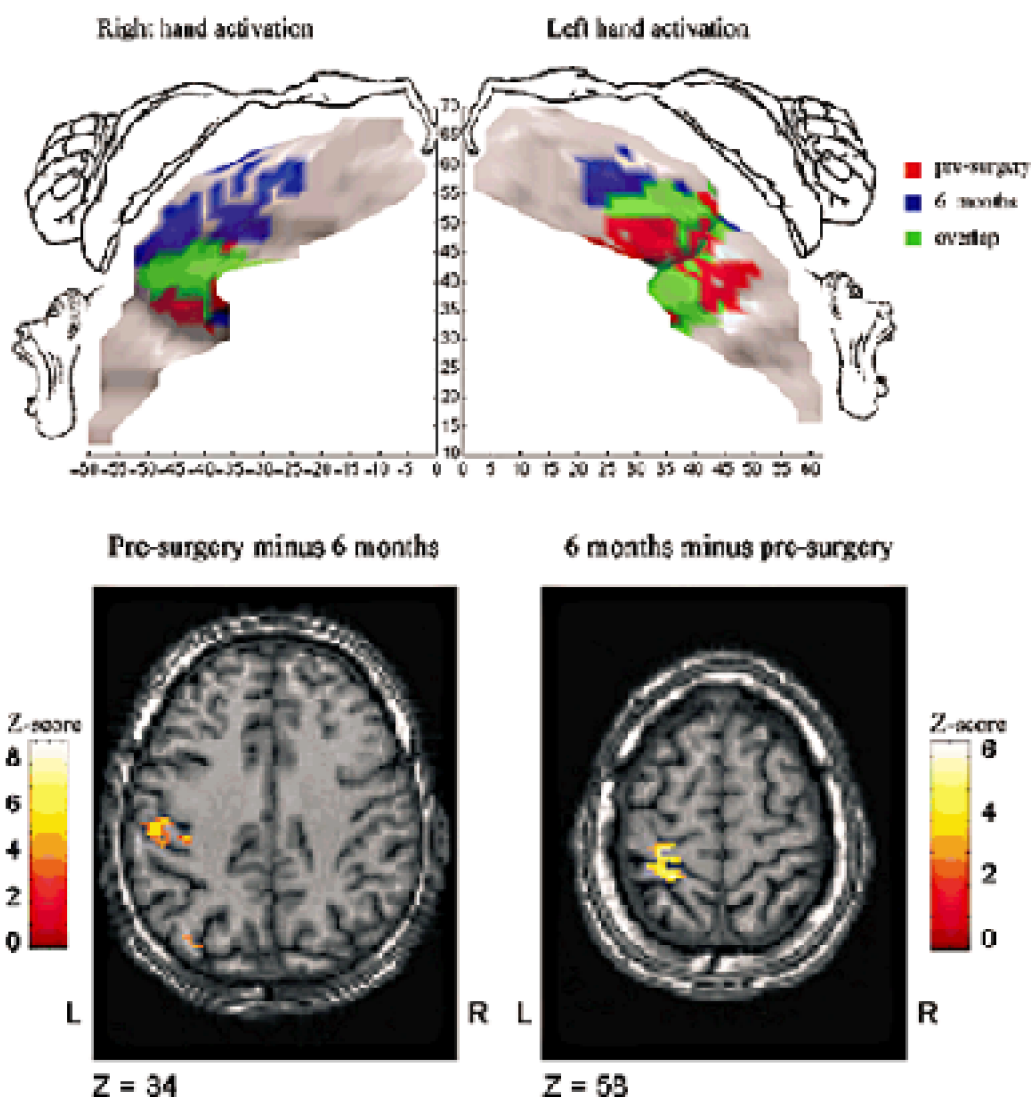 Right hand activation Left hand activation
70
65
60
55
50
45
40
35
30
25
20
15
10
pre-surgery
6 months
overlap
-60 -55 -50 -45 -40 -35 -30 -25 -20 -15 -10 -5 0 0 5 10 15 20 25 30 35 40 45 50 55 60
Pre-surgery minus 6 months 6 months minus pre-surgery
Z-score
8
6
4
2
0
Z-score
6
4
2
0
L R L R
Z = 34 Z = 58